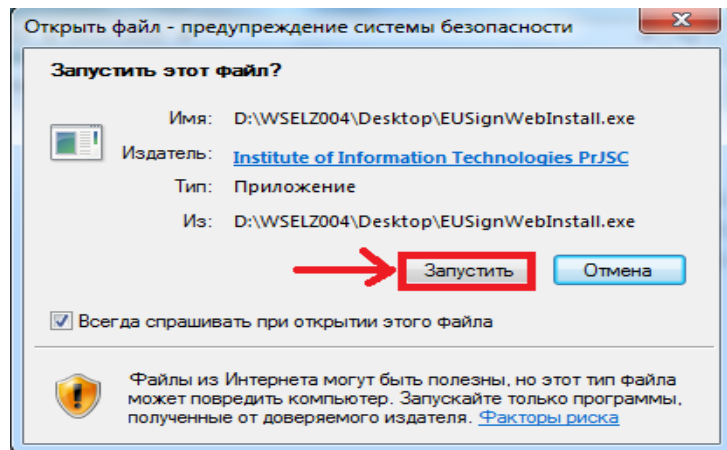 Открыть файл - предупреждение системы безопасности
Запустить этот файл?
Имя: D:\WSELZ004\Desktop\EUSignWebInstall.exe
Издатель: Institute of Information Technologies PrJSC
Тип: Приложение
Из: D:\WSELZ004\Desktop\EUSignWebInstall.exe
Запустить Отмена
Всегда спрашивать при открытии этого файла
Файлы из Интернета могут быть полезны, но этот тип файла
может повредить компьютер. Запускайте только программы,
полученные от доверяемого издателя. Факторы риска